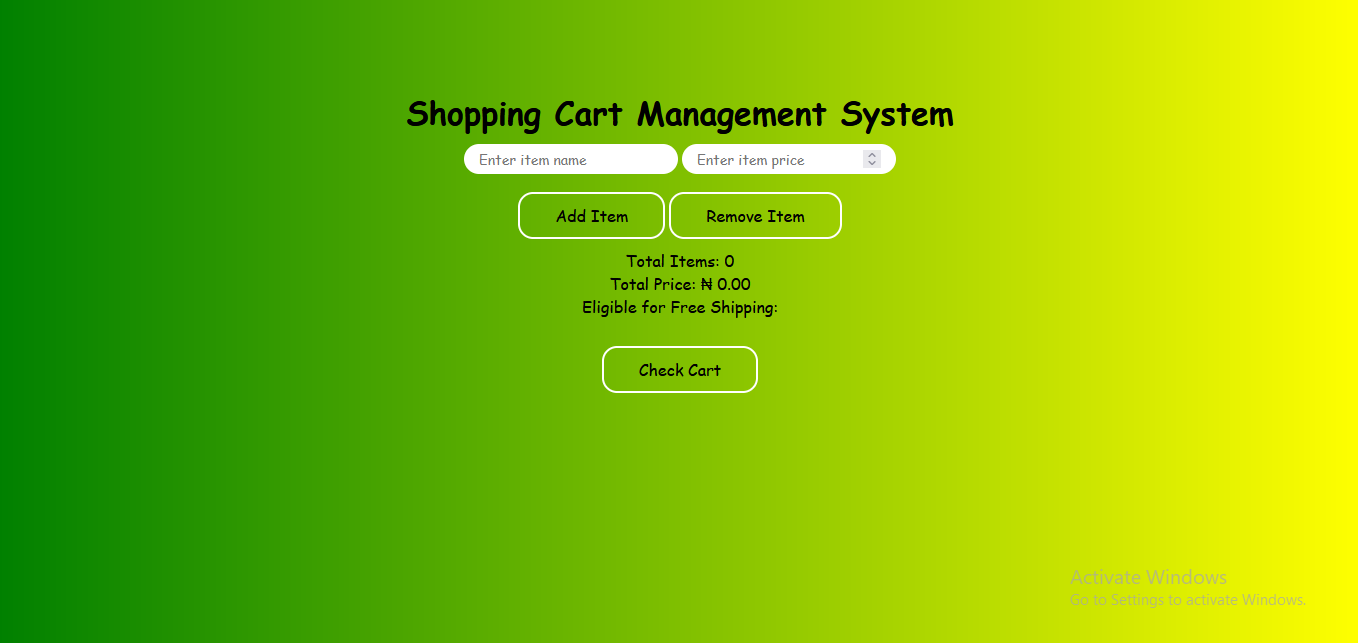 Shopping Cart Management System
Enter item name Enter item price
Add Item Remove Item
Total Items: 0
Total Price: ₦ 0.00
Eligible for Free Shipping:
Check Cart
Activate Windows
Go to Settings to activate Windows.